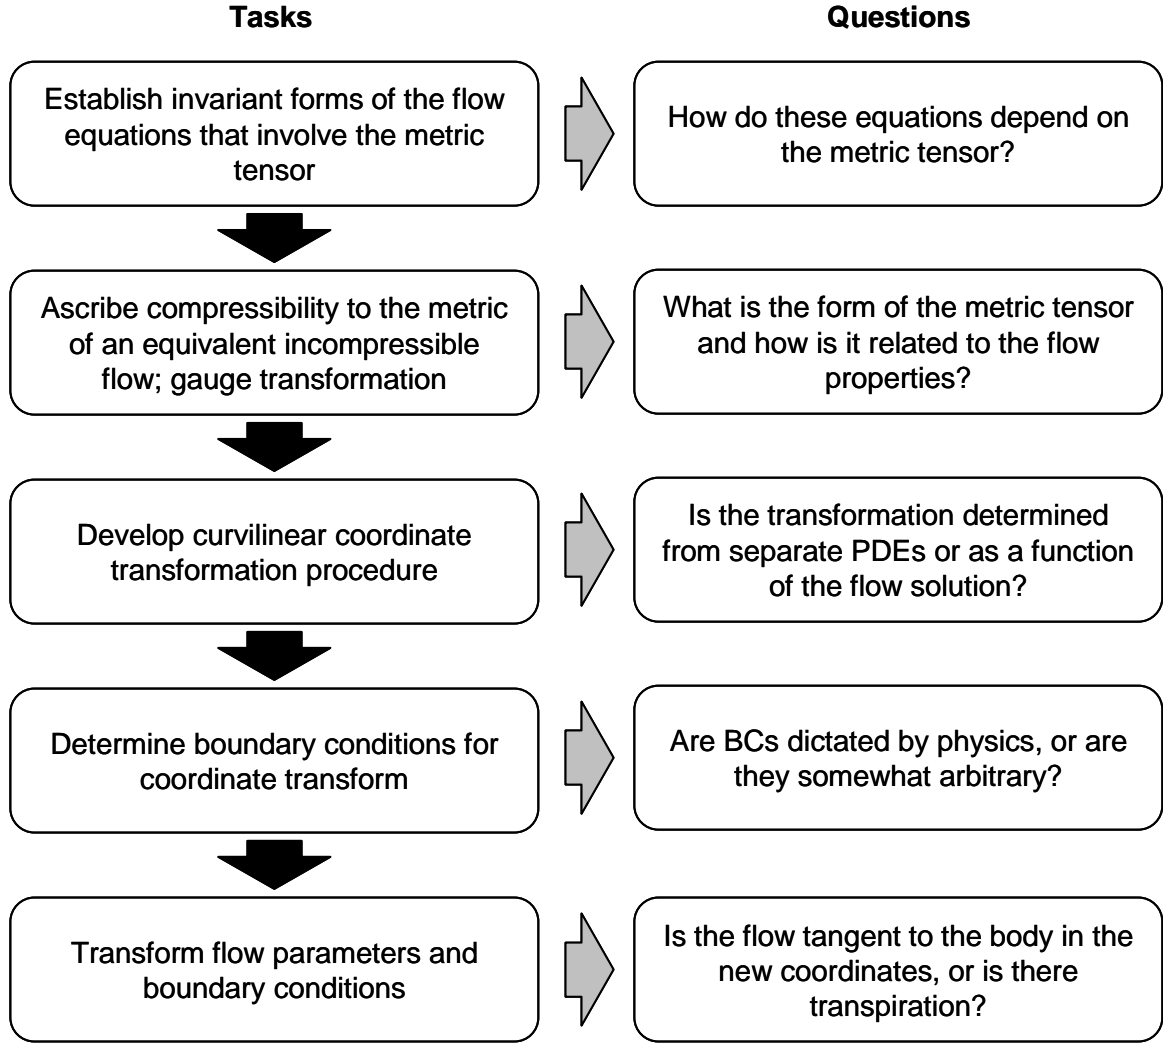 Tasks
Questions
Establish invariant forms of the flow
equations that involve the metric
tensor
How do these equations depend on
the metric tensor?
Ascribe compressibility to the metric
of an equivalent incompressible
flow; gauge transformation
What is the form of the metric tensor
and how is it related to the flow
properties?
Develop curvilinear coordinate
transformation procedure
Is the transformation determined
from separate PDEs or as a function
of the flow solution?
Determine boundary conditions for
coordinate transform
Are BCs dictated by physics, or are
they somewhat arbitrary?
Transform flow parameters and
boundary conditions
Is the flow tangent to the body in the
new coordinates, or is there
transpiration?